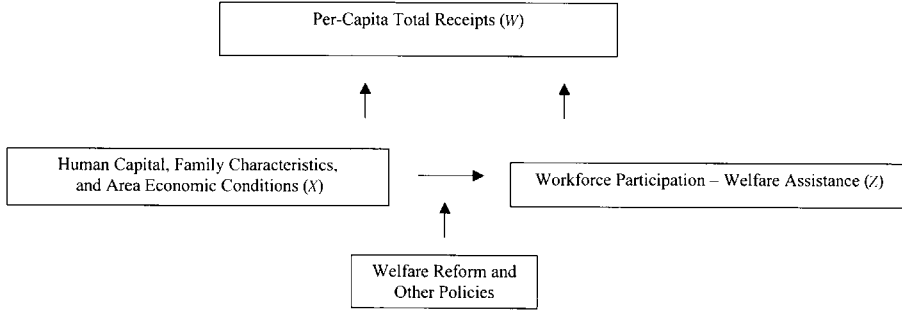 Per-Capita Total Receipts (W)
Human Capital, Family Characteristics,
and Area Economic Conditions (X)
Workforce Participation – Welfare Assistance (Z)
Welfare Reform and
Other Policies